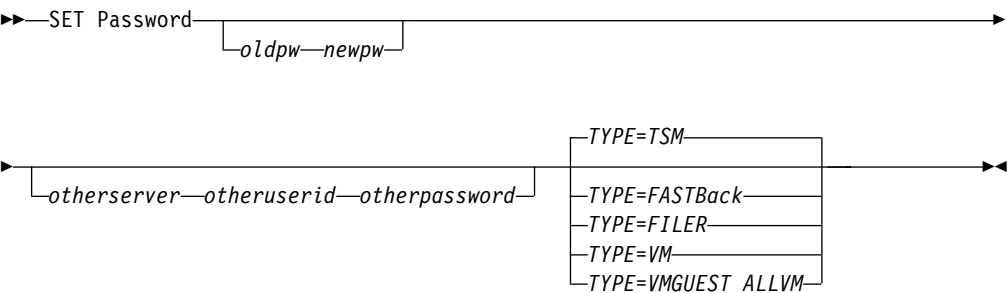 SET Password
oldpw newpw
TYPE=TSM
otherserver otheruserid otherpassword
TYPE=FASTBack
TYPE=FILER
TYPE=VM
TYPE=VMGUEST ALLVM